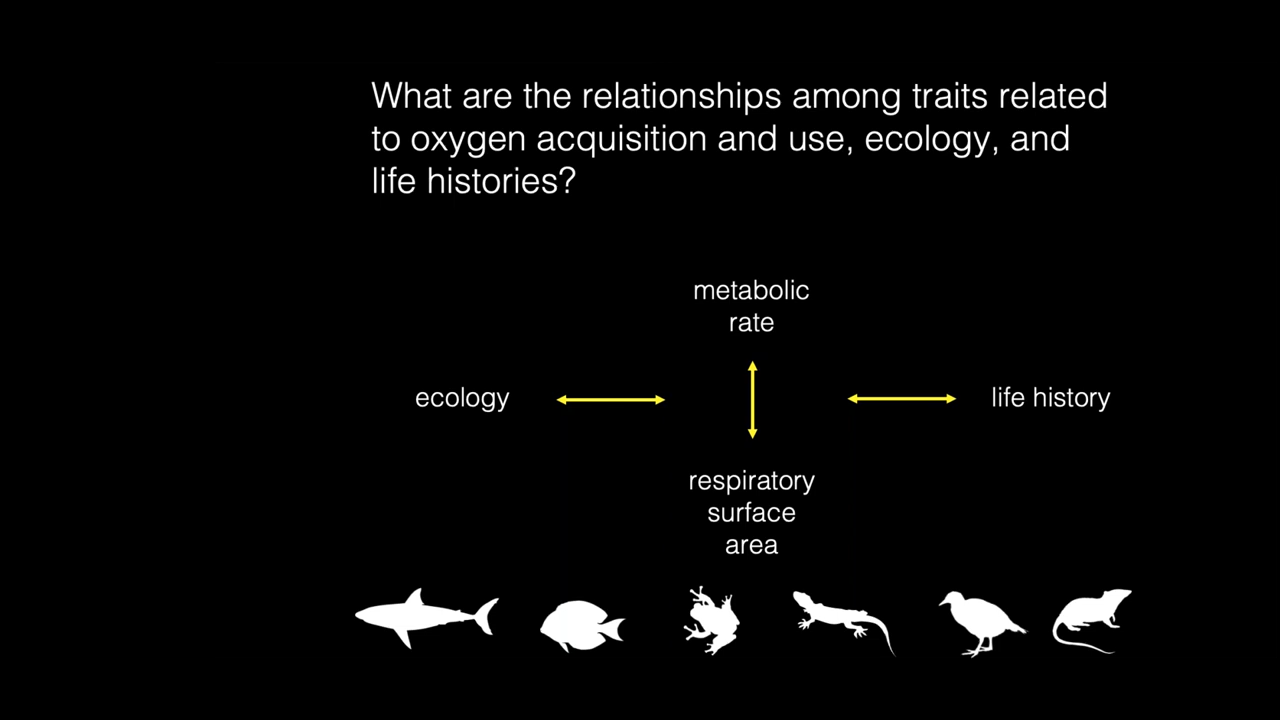 What are the relationships among traits related
to oxygen acquisition and use, ecology, and
life histories?
metabolic
rate
ecology
life history
respiratory
surface
area